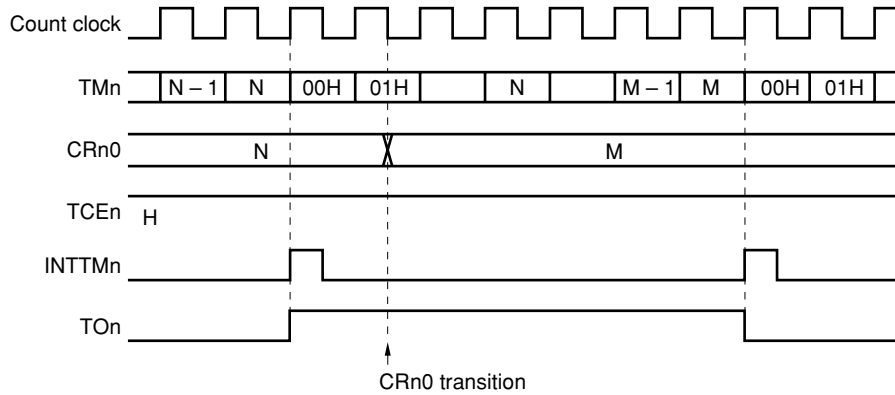 Count clock
TMn N – 1 N 00H 01H N M – 1 M 00H 01H
CRn0 N M
TCEn H
INTTMn
TOn
CRn0 transition